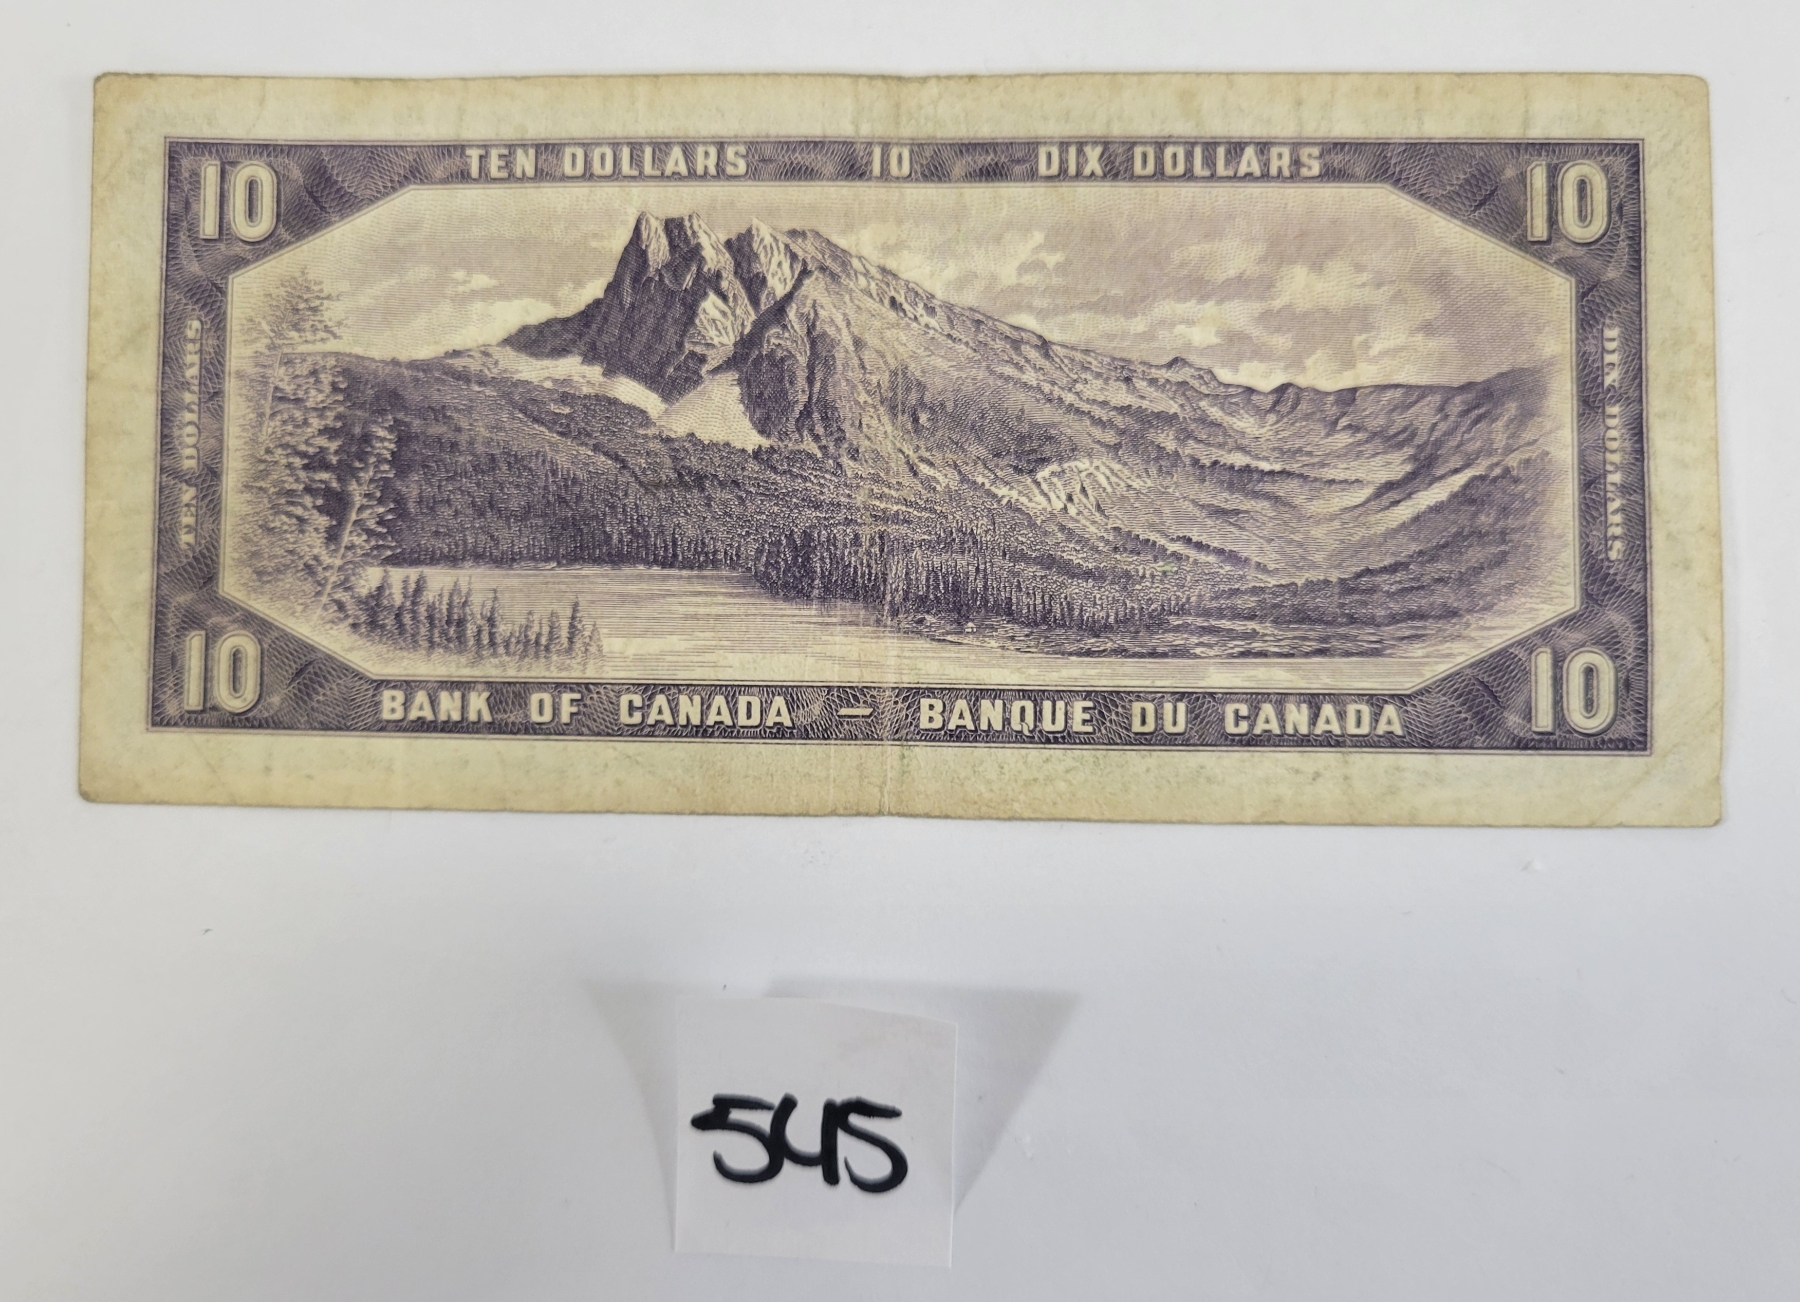 10 TEN DOLLARS 10 DIX DOLLARS 10
TEN DOLLARS
DIX DOLLARS
10 BANK OF CANADA — BANQUE DU CANADA 10
545